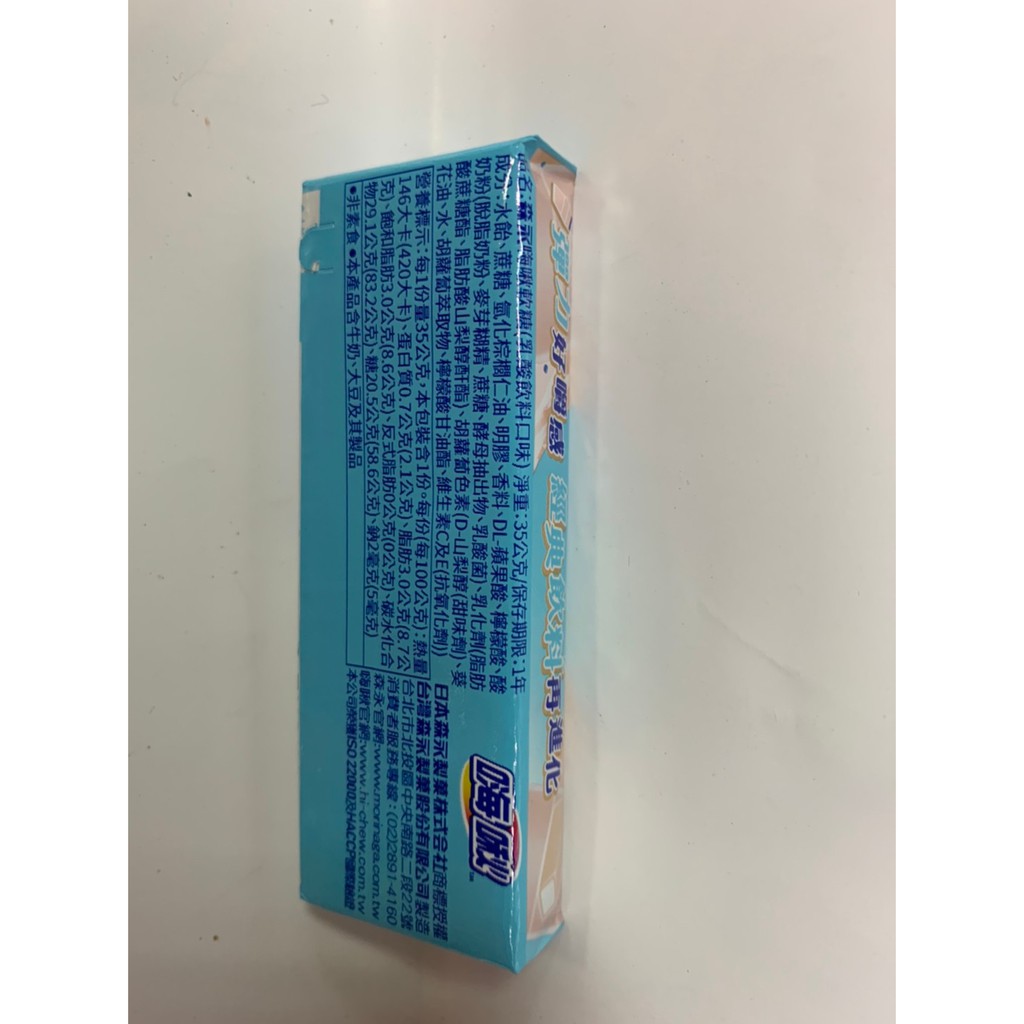 彈力好嚼感 經典飲料再進化
品名:森永嗨啾軟糖(乳酸飲料口味) 淨重:35公克/保存期限:1年
成分:水飴、蔗糖、氫化棕櫚仁油、明膠、香料、DL-蘋果酸、檸檬酸、酸
奶粉(脫脂奶粉、麥芽糊精、蔗糖、酵母抽出物、乳酸菌)、乳化劑(脂肪
酸蔗糖酯、脂肪酸山梨醇酐酯)、胡蘿蔔色素(D-山梨醇(甜味劑)、葵
花油、水、胡蘿蔔萃取物、檸檬酸甘油酯、維生素C及E(抗氧化劑))
營養標示:每1份量35公克,本包裝含1份。每份(每100公克):熱量
146大卡(420大卡)、蛋白質0.7公克(2.1公克)、脂肪3.0公克(8.7公
克)、飽和脂肪3.0公克(8.6公克)、反式脂肪0公克(0公克)、碳水化合
物29.1公克(83.2公克)、糖20.5公克(58.6公克)、鈉2毫克(5毫克)
●非素食 ●本產品含牛奶、大豆及其製品
嗨啾™
日本森永製菓株式会社商標授權
台灣森永製菓股份有限公司製造
台北市北投區中央南路二段22號
消費者服務專線:(02)2891-4160
森永官網:www.morinaga.com.tw
嗨啾官網:www.hi-chew.com.tw
本公司榮獲ISO 22000及HACCP國際驗證